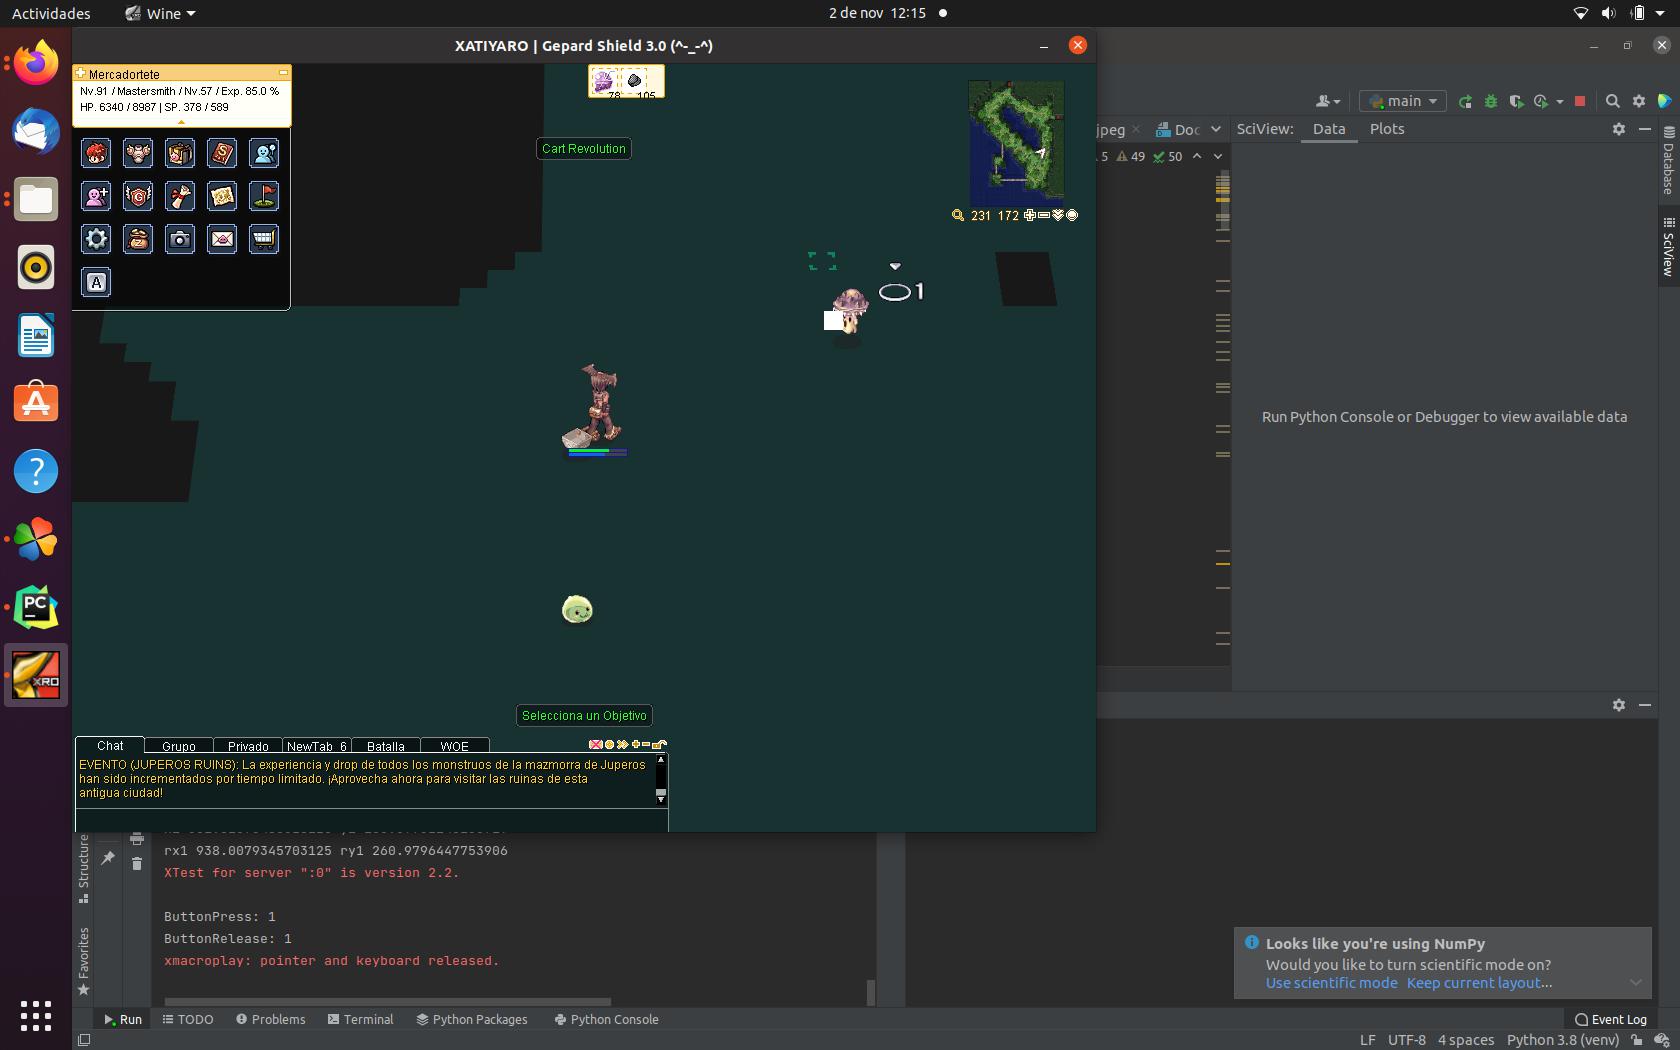 Actividades
Wine
2 de nov 12:15
XATIYARO | Gepard Shield 3.0 (^-_-^)
Mercadortete
Nv.91 / Mastersmith / Nv.57 / Exp. 85.0 %
HP. 6340 / 8987 | SP. 378 / 589
78 105
Cart Revolution
A
231 172
1
Selecciona un Objetivo
Chat Grupo Privado NewTab_6 Batalla WOE
EVENTO (JUPEROS RUINS): La experiencia y drop de todos los monstruos de la mazmorra de Juperos
han sido incrementados por tiempo limitado. ¡Aprovecha ahora para visitar las ruinas de esta
antigua ciudad!
main
jpeg
Doc
SciView: Data Plots
5 49 50
Database
SciView
Run Python Console or Debugger to view available data
PC
XRO
Structure
Favorites
rx1 938.0079345703125 ry1 260.9796447753906
XTest for server ":0" is version 2.2.
ButtonPress: 1
ButtonRelease: 1
xmacroplay: pointer and keyboard released.
Looks like you're using NumPy
Would you like to turn scientific mode on?
Use scientific mode Keep current layout...
Run TODO Problems Terminal Python Packages Python Console
Event Log
LF UTF-8 4 spaces Python 3.8 (venv)